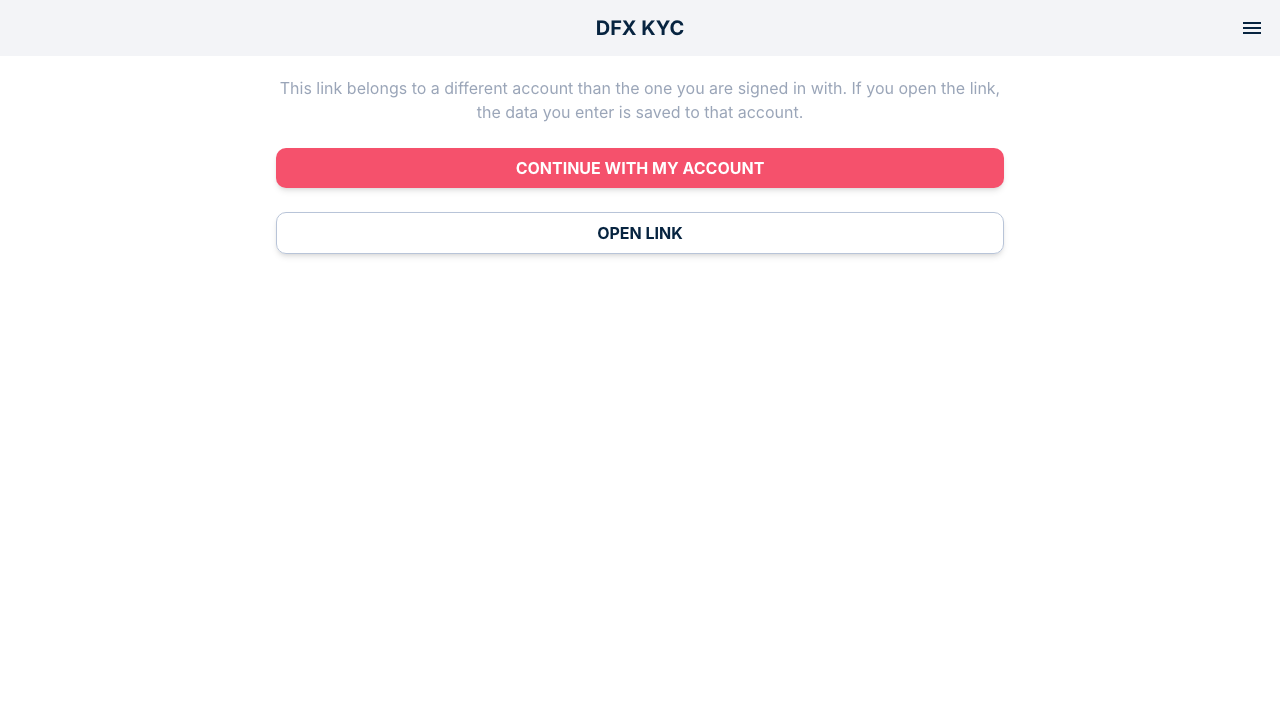 DFX KYC
This link belongs to a different account than the one you are signed in with. If you open the link,
the data you enter is saved to that account.
CONTINUE WITH MY ACCOUNT
OPEN LINK